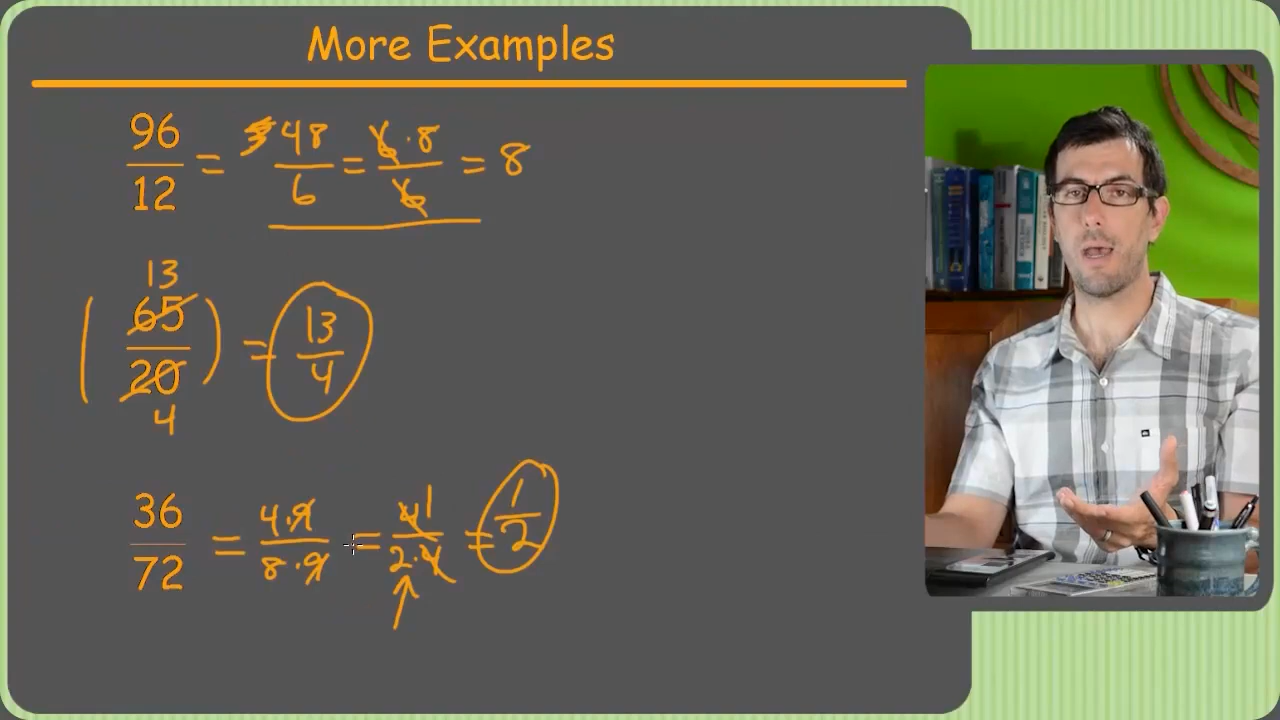 More Examples
96/12 = 48/6 = 6·8/6 = 8
13
(65/20) = 13/4
4
36/72 = 4·9/8·9 = 4 1/2·4 = 1/2